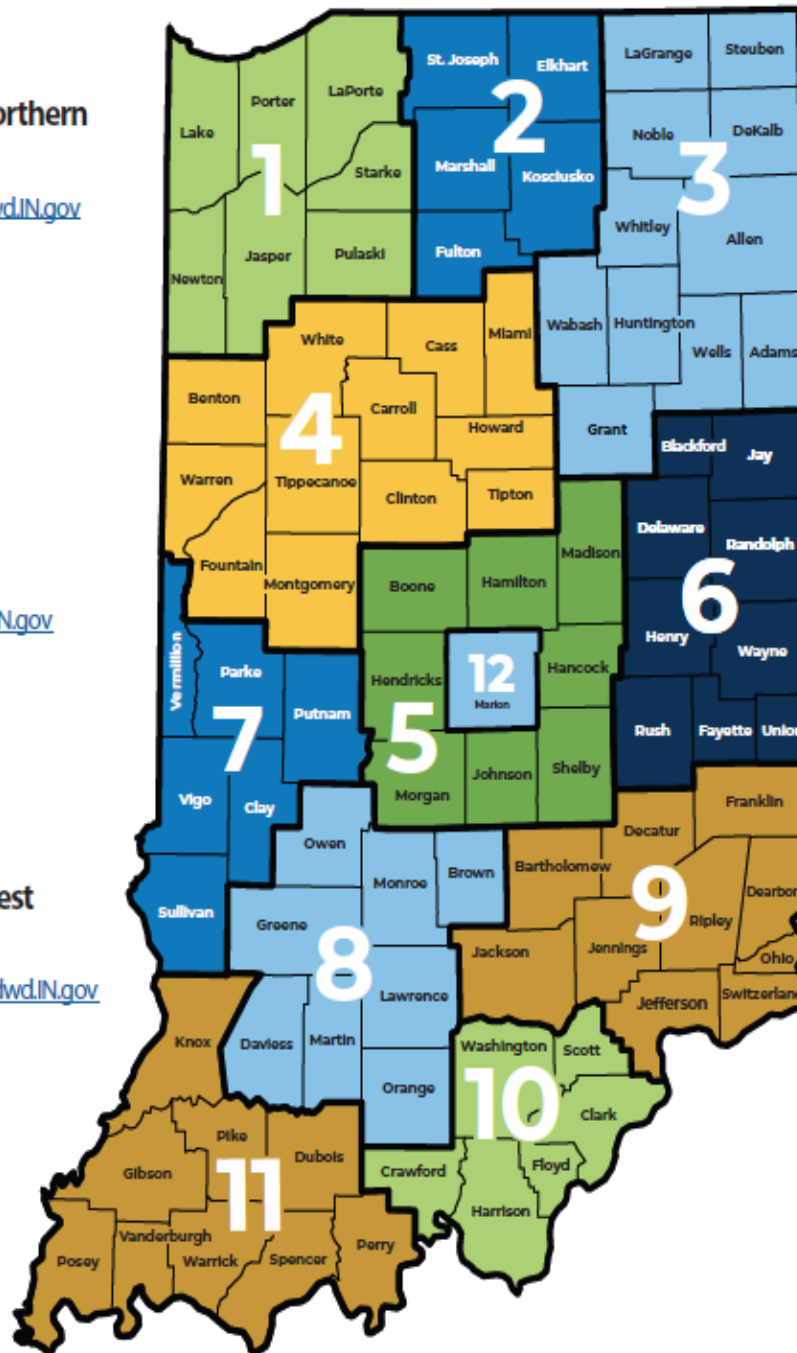 orthern
vd.IN.gov
N.gov
est
dwd.IN.gov
St. Joseph
Elkhart
LaGrange
Steuben
LaPorte
Porter
Lake
1
2
Noble
DeKalb
3
Starke
Marshall
Kosciusko
Whitley
Allen
Newton
Jasper
Pulaski
Fulton
Wabash
Huntington
Wells
Adams
White
Cass
Miami
Benton
Carroll
4
Howard
Grant
Blackford
Jay
Warren
Tippecanoe
Clinton
Tipton
Delaware
Randolph
Fountain
Montgomery
Boone
Hamilton
Madison
6
Henry
Wayne
Vermillion
Parke
Putnam
Hendricks
12
Marion
Hancock
7
5
Rush
Fayette
Union
Vigo
Clay
Morgan
Johnson
Shelby
Franklin
Owen
Monroe
Brown
Bartholomew
Decatur
Dearborn
Sullivan
Greene
8
9
Ripley
Jackson
Jennings
Ohio
Jefferson
Switzerland
Lawrence
Knox
Daviess
Martin
Orange
Washington
Scott
10
Clark
Pike
Dubois
Gibson
11
Crawford
Floyd
Harrison
Posey
Vanderburgh
Warrick
Spencer
Perry